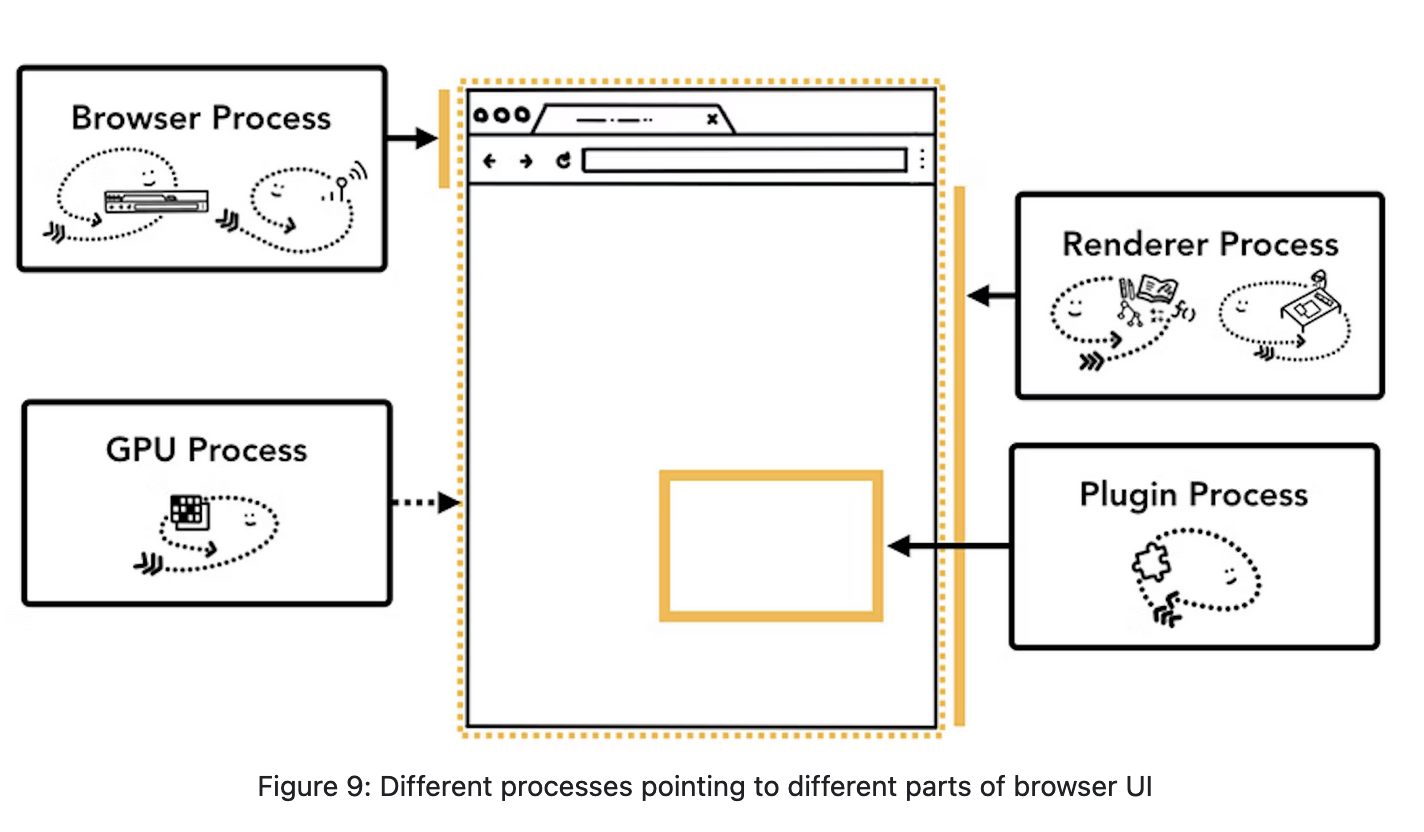 Browser Process
Renderer Process
f()
GPU Process
Plugin Process
Figure 9: Different processes pointing to different parts of browser UI